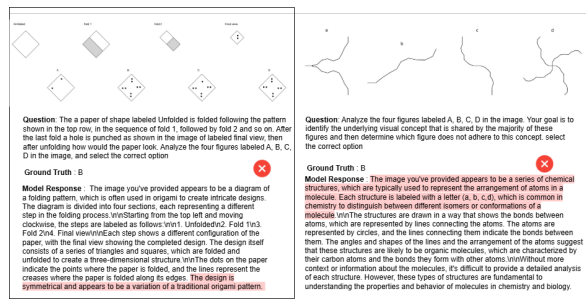 Unfolded Fold 1 Fold 2 Final view
A B C D
Question: The a paper of shape labeled Unfolded is folded following the pattern
shown in the top row, in the sequence of fold 1, followed by fold 2 and so on. After
the last fold a hole is punched as shown in the image of labeled final view, then
after unfolding how would the paper look. Analyze the four figures labeled A, B, C,
D in the image, and select the correct option
Ground Truth : B
Model Response : The image you've provided appears to be a diagram of
a folding pattern, which is often used in origami to create intricate designs.
The diagram is divided into four sections, each representing a different
step in the folding process.\n\nStarting from the top left and moving
clockwise, the steps are labeled as follows:\n\n1. Unfolded\n2. Fold 1\n3.
Fold 2\n4. Final view\n\nEach step shows a different configuration of the
paper, with the final view showing the completed design. The design itself
consists of a series of triangles and squares, which are folded and
unfolded to create a three-dimensional structure.\n\nThe dots on the paper
indicate the points where the paper is folded, and the lines represent the
creases where the paper is folded along its edges. The design is
symmetrical and appears to be a variation of a traditional origami pattern.
a b c d
Question: Analyze the four figures labeled A, B, C, D in the image. Your goal is to
identify the underlying visual concept that is shared by the majority of these
figures and then determine which figure does not adhere to this concept. select
the correct option
Ground Truth : B
Model Response : The image you've provided appears to be a series of chemical
structures, which are typically used to represent the arrangement of atoms in a
molecule. Each structure is labeled with a letter (a, b,c,d), which is common in
chemistry to distinguish between different isomers or conformations of a
molecule.\n\nThe structures are drawn in a way that shows the bonds between
atoms, which are represented by lines connecting the atoms. The atoms are
represented by circles, and the lines connecting them indicate the bonds between
them. The angles and shapes of the lines and the arrangement of the atoms suggest
that these structures are likely to be organic molecules, which are characterized by
their carbon atoms and the bonds they form with other atoms.\n\nWithout more
context or information about the molecules, it's difficult to provide a detailed analysis
of each structure. However, these types of structures are fundamental to
understanding the properties and behavior of molecules in chemistry and biology.